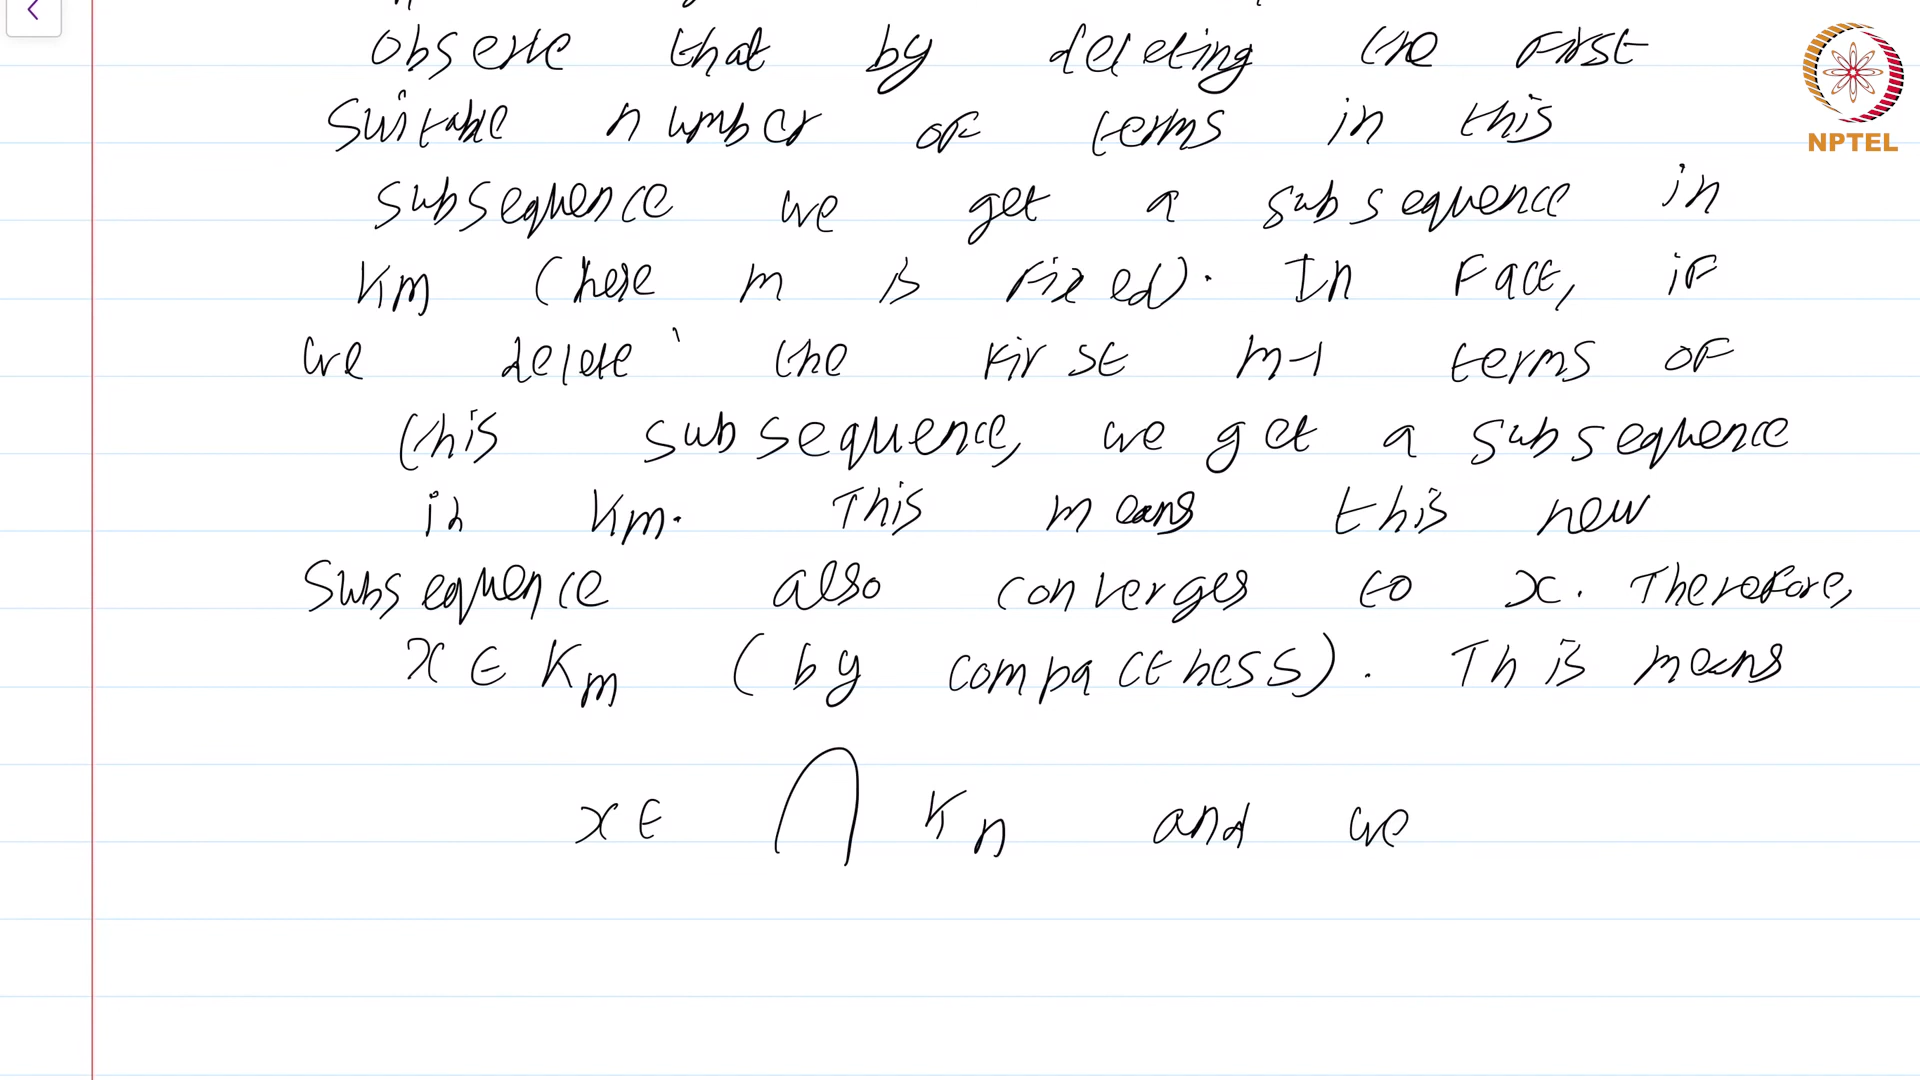 observe that by deleting the first
suitable number of terms in this
subsequence we get a subsequence in
Km (here m is fixed). In fact, if
we delete the first m-1 terms of
this subsequence, we get a subsequence
in Km. This means this new
subsequence also converges to x. Therefore,
x ∈ Km (by compactness). This means
x ∈ ⋂ Kn and we
NPTEL